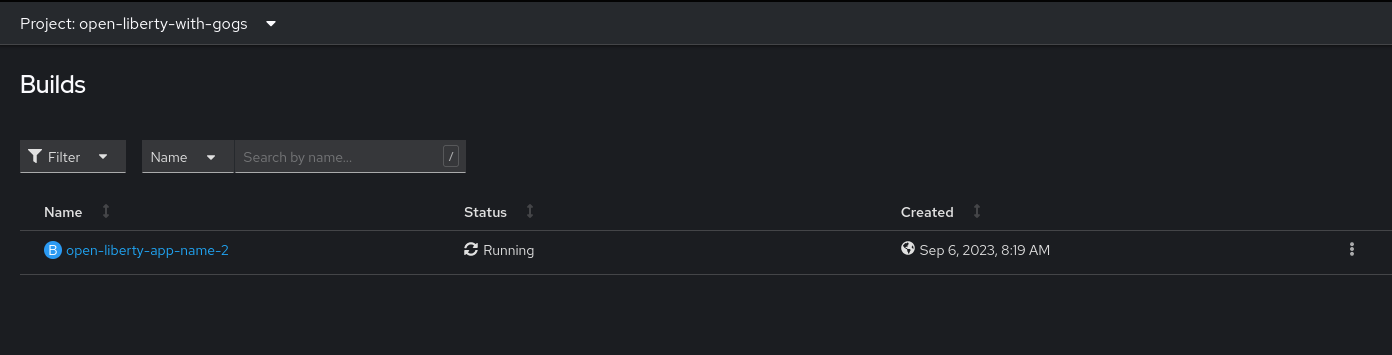 Project: open-liberty-with-gogs
Builds
Filter Name Search by name... /
Name Status Created
B open-liberty-app-name-2 Running Sep 6, 2023, 8:19 AM